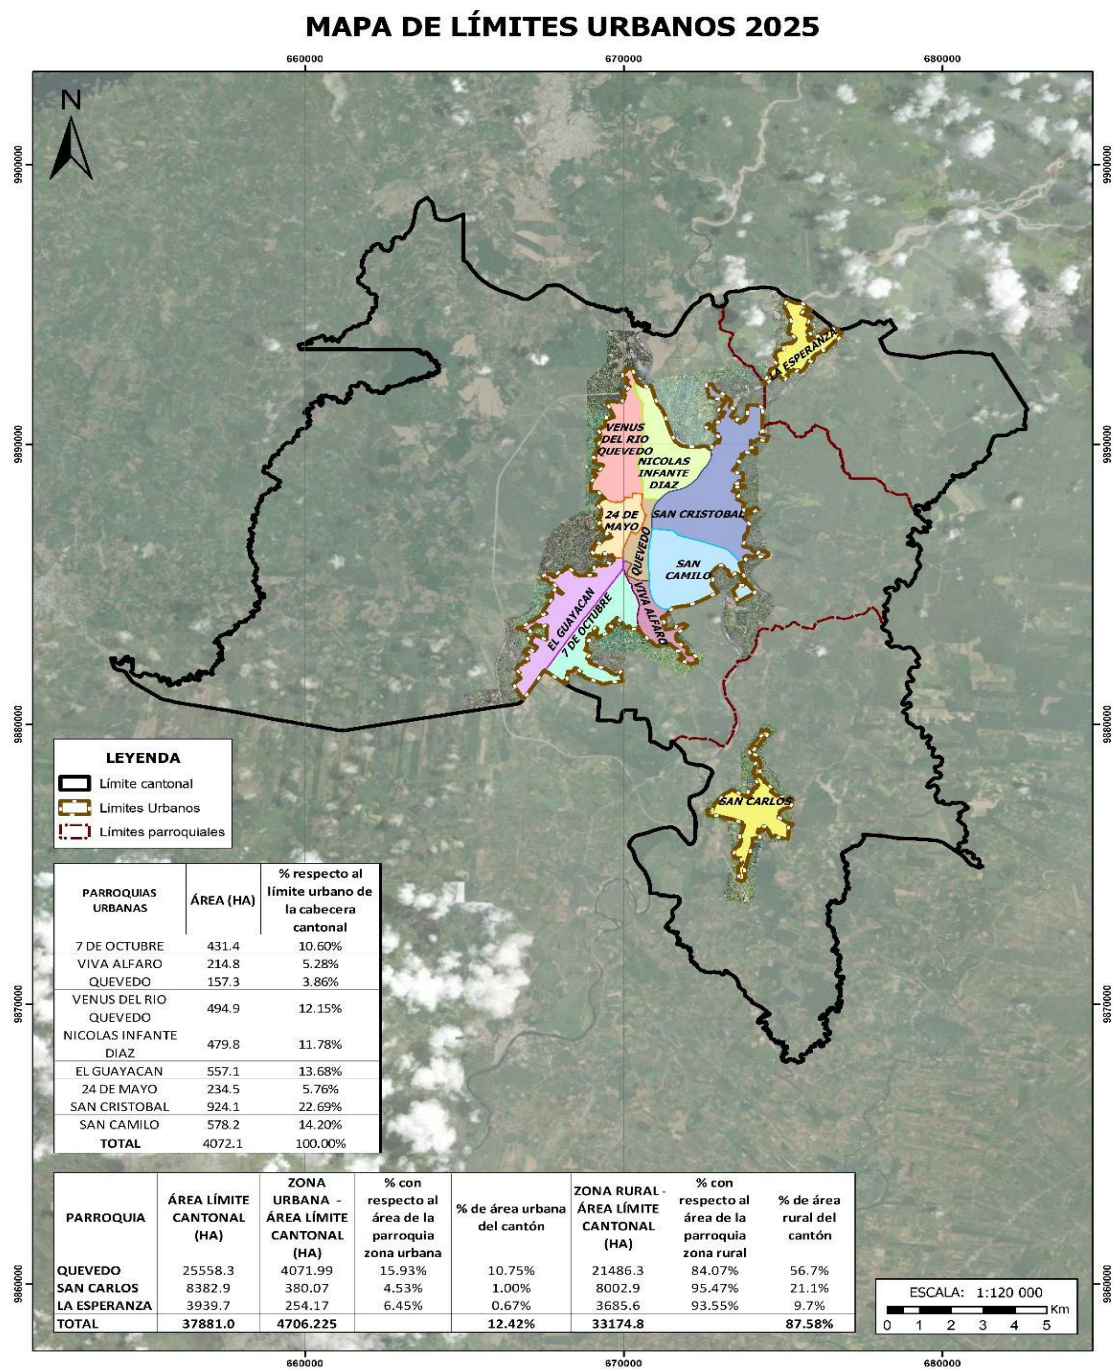 MAPA DE LÍMITES URBANOS 2025
660000
670000
680000
N
9900000
9900000
LA ESPERANZA
9890000
9890000
VENUS
DEL RIO
QUEVEDO
NICOLAS
INFANTE
DIAZ
24 DE
MAYO
SAN CRISTOBAL
QUEVEDO
SAN
CAMILO
EL GUAYACAN
7 DE OCTUBRE
VIVA ALFARO
9880000
9880000
SAN CARLOS
LEYENDA
Límite cantonal
Limites Urbanos
Límites parroquiales
PARROQUIAS URBANAS | ÁREA (HA) | % respecto al límite urbano de la cabecera cantonal
7 DE OCTUBRE 431.4 10.60%
VIVA ALFARO 214.8 5.28%
QUEVEDO 157.3 3.86%
VENUS DEL RIO QUEVEDO 494.9 12.15%
NICOLAS INFANTE DIAZ 479.8 11.78%
EL GUAYACAN 557.1 13.68%
24 DE MAYO 234.5 5.76%
SAN CRISTOBAL 924.1 22.69%
SAN CAMILO 578.2 14.20%
TOTAL 4072.1 100.00%
9870000
9870000
PARROQUIA | ÁREA LÍMITE CANTONAL (HA) | ZONA URBANA - ÁREA LÍMITE CANTONAL (HA) | % con respecto al área de la parroquia zona urbana | % de área urbana del cantón | ZONA RURAL - ÁREA LÍMITE CANTONAL (HA) | % con respecto al área de la parroquia zona rural | % de área rural del cantón
QUEVEDO 25558.3 4071.99 15.93% 10.75% 21486.3 84.07% 56.7%
SAN CARLOS 8382.9 380.07 4.53% 1.00% 8002.9 95.47% 21.1%
LA ESPERANZA 3939.7 254.17 6.45% 0.67% 3685.6 93.55% 9.7%
TOTAL 37881.0 4706.225 12.42% 33174.8 87.58%
9860000
9860000
ESCALA: 1:120 000
Km
0 1 2 3 4 5
660000
670000
680000